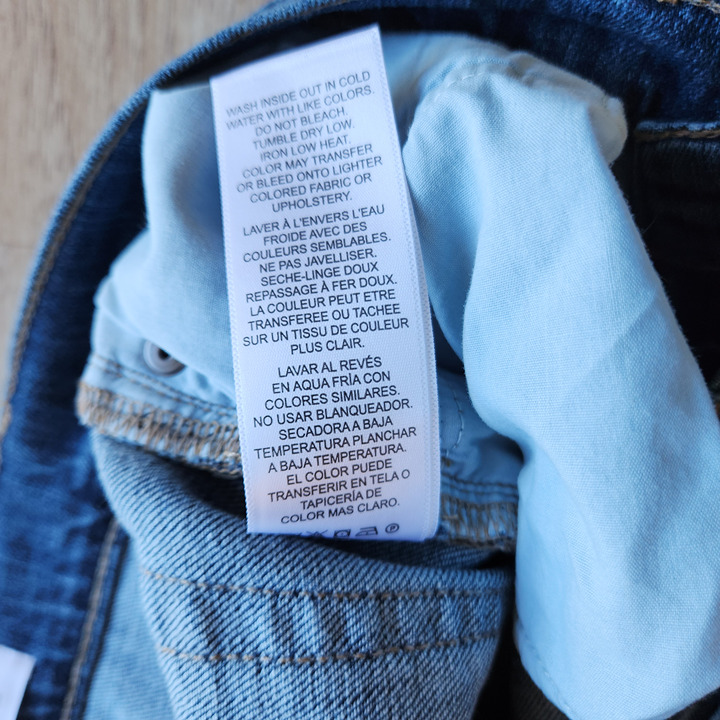 WASH INSIDE OUT IN COLD
WATER WITH LIKE COLORS.
DO NOT BLEACH.
TUMBLE DRY LOW.
IRON LOW HEAT.
COLOR MAY TRANSFER
OR BLEED ONTO LIGHTER
COLORED FABRIC OR
UPHOLSTERY.
LAVER À L'ENVERS L'EAU
FROIDE AVEC DES
COULEURS SEMBLABLES.
NE PAS JAVELLISER.
SECHE-LINGE DOUX
REPASSAGE À FER DOUX.
LA COULEUR PEUT ETRE
TRANSFEREE OU TACHEE
SUR UN TISSU DE COULEUR
PLUS CLAIR.
LAVAR AL REVÉS
EN AQUA FRÍA CON
COLORES SIMILARES.
NO USAR BLANQUEADOR.
SECADORA A BAJA
TEMPERATURA PLANCHAR
A BAJA TEMPERATURA.
EL COLOR PUEDE
TRANSFERIR EN TELA O
TAPICERÍA DE
COLOR MAS CLARO.